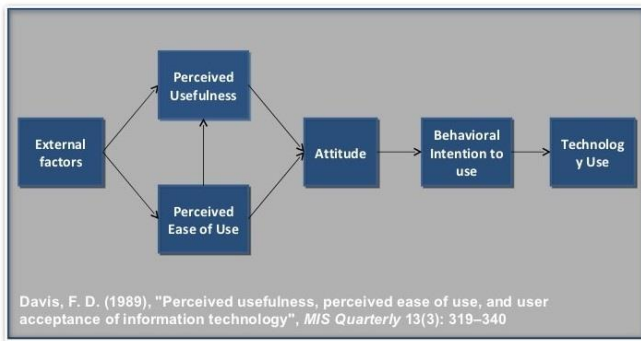 Perceived
Usefulness
External
factors
Perceived
Ease of Use
Attitude
Behavioral
Intention to
use
Technolog
y Use
Davis, F. D. (1989), "Perceived usefulness, perceived ease of use, and user
acceptance of information technology", MIS Quarterly 13(3): 319–340